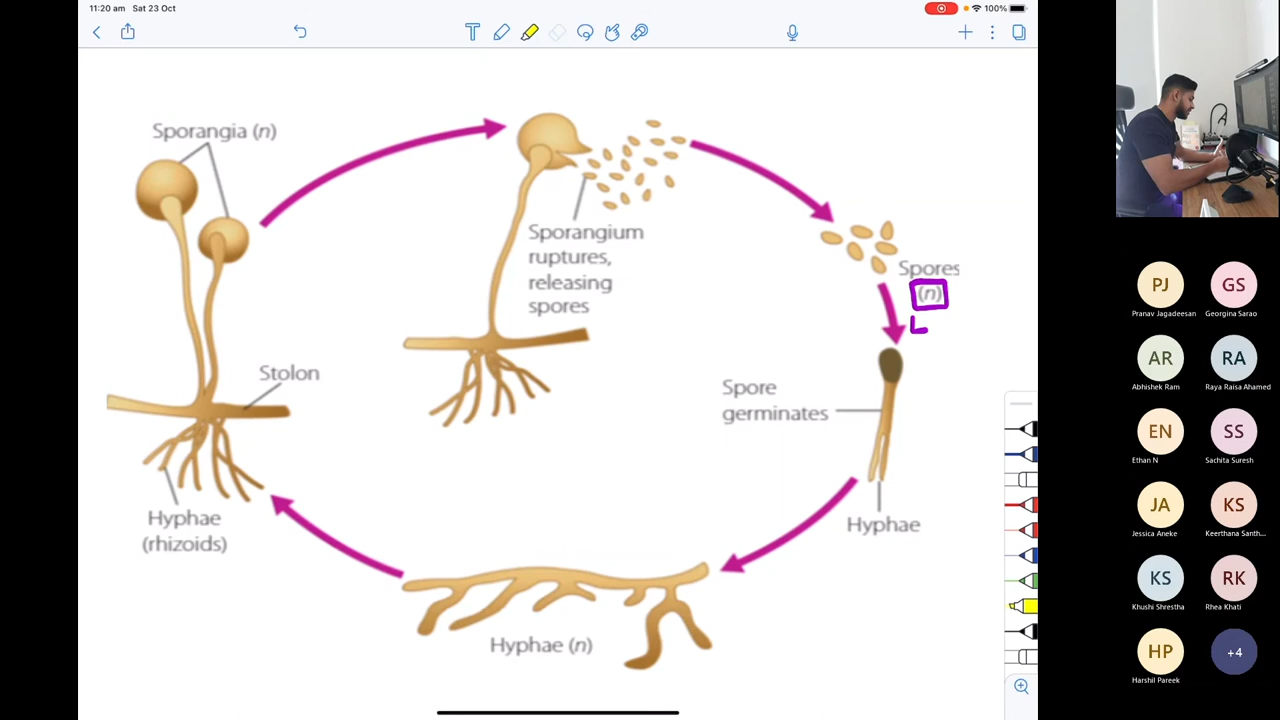 11:20 am Sat 23 Oct
100%
T
Sporangia (n)
Sporangium
ruptures,
releasing
spores
Spores
(n)
Stolon
Spore
germinates
Hyphae
(rhizoids)
Hyphae
Hyphae (n)
PJ
Pranav Jagadeesan
GS
Georgina Sarao
AR
Abhishek Ram
RA
Raya Raisa Ahamed
EN
Ethan N
SS
Sachita Suresh
JA
Jessica Aneke
KS
Keerthana Santh...
KS
Khushi Shrestha
RK
Rhea Khati
HP
Harshil Pareek
+4